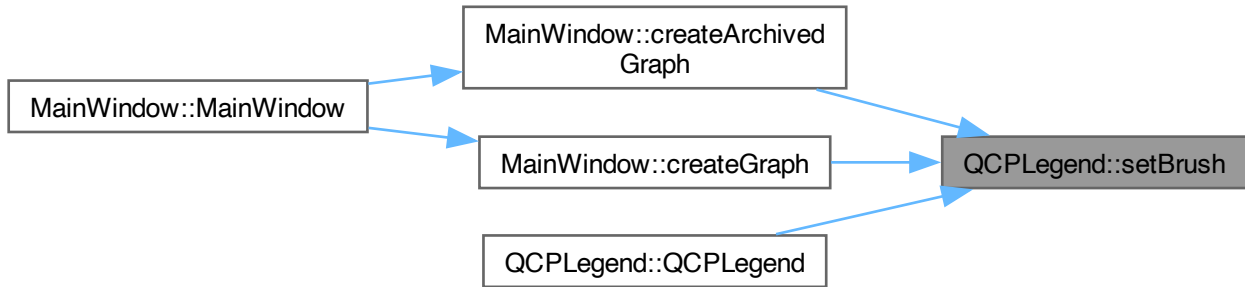 MainWindow::createArchived
Graph
MainWindow::MainWindow
MainWindow::createGraph
QCPLegend::setBrush
QCPLegend::QCPLegend